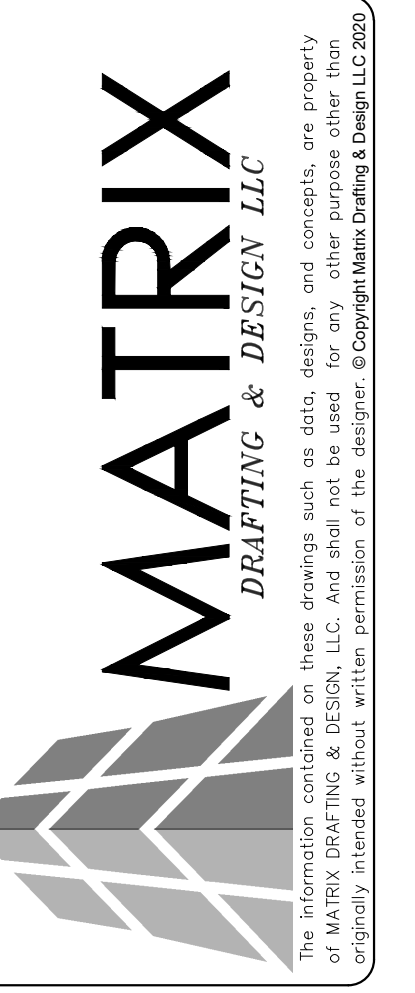 MATRIX
DRAFTING & DESIGN LLC
The information contained on these drawings such as data, designs, and concepts, are property
of MATRIX DRAFTING & DESIGN, LLC. And shall not be used for any other purpose other than
originally intended without written permission of the designer. © Copyright Matrix Drafting & Design LLC 2020